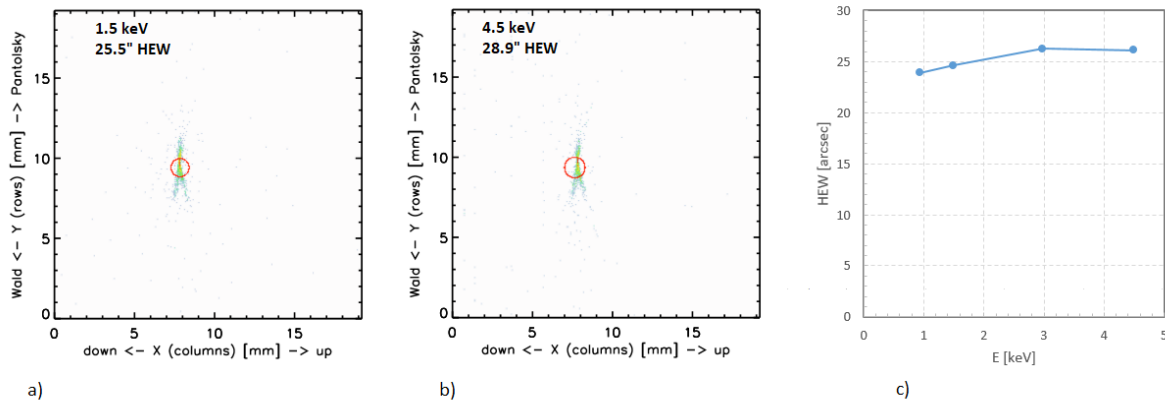 1.5 keV
25.5" HEW
Wald <- Y (rows) [mm] -> Pantolsky
15
10
5
0
0
5
10
15
down <- X (columns) [mm] -> up
a)
4.5 keV
28.9" HEW
Wald <- Y (rows) [mm] -> Pantolsky
15
10
5
0
0
5
10
15
down <- X (columns) [mm] -> up
b)
HEW [arcsec]
30
25
20
15
10
5
0
0
1
2
3
4
5
E [keV]
c)